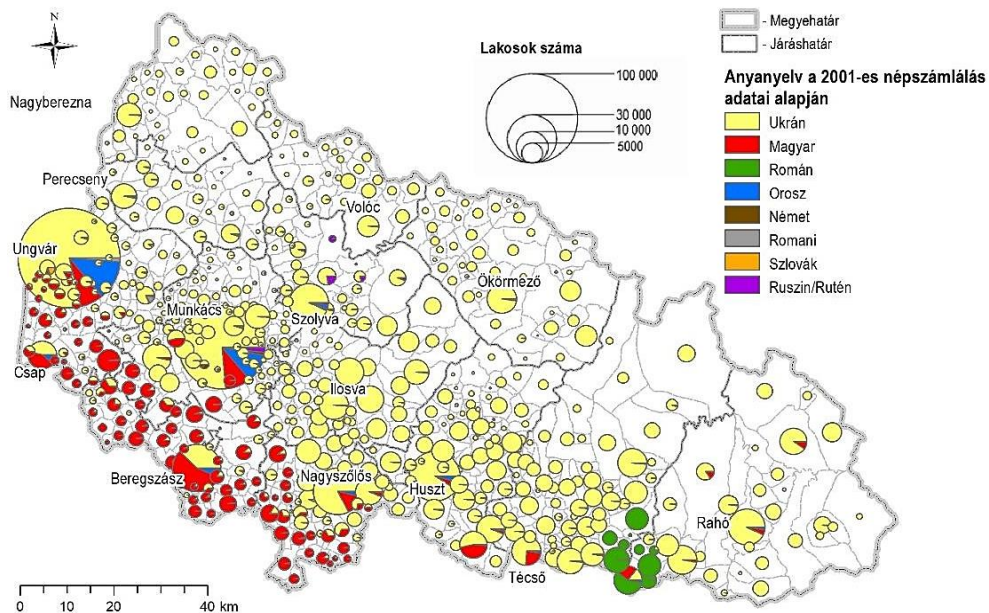 N
Nagyberezna
Perecseny
Ungvár
Volóc
Ökörmező
Munkács
Szolyva
Csap
Ilosva
Beregszász
Nagyszőlős
Huszt
Rahó
Técső
Lakosok száma
100 000
30 000
10 000
5000
- Megyehatár
- Járáshatár
Anyanyelv a 2001-es népszámlálás
adatai alapján
Ukrán
Magyar
Román
Orosz
Német
Romani
Szlovák
Ruszin/Rutén
0 10 20 40 km